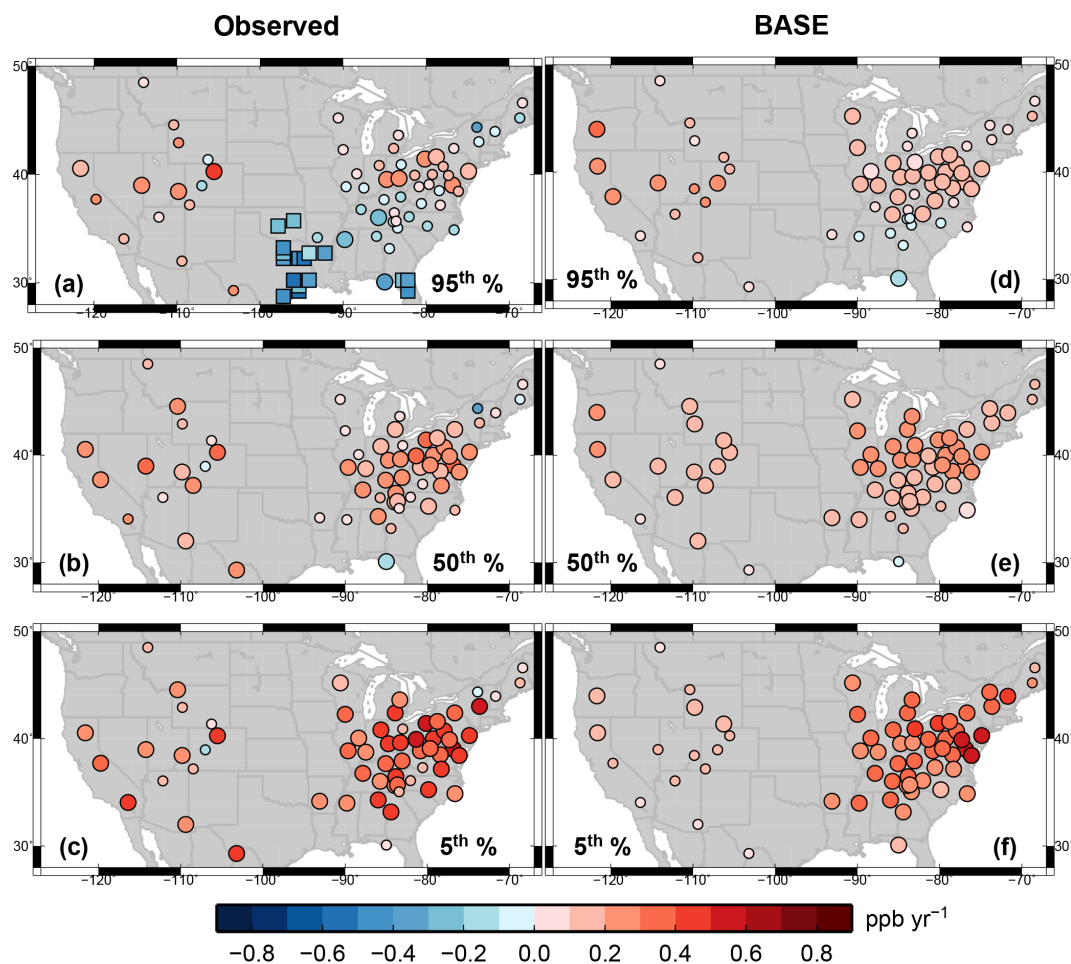 Observed BASE
50° 50°
40° 40°
30° 30°
(a) 95th % 95th % (d)
−120 −110 −100 −90 −80 −70° −120 −110 −100 −90 −80 −70°
50° 50°
40° 40°
30° 30°
(b) 50th % 50th % (e)
−120 −110 −100 −90 −80 −70° −120 −110 −100 −90 −80 −70°
50° 50°
40° 40°
30° 30°
(c) 5th % 5th % (f)
−120 −110 −100 −90 −80 −70° −120 −110 −100 −90 −80 −70°
ppb yr−1
−0.8 −0.6 −0.4 −0.2 0.0 0.2 0.4 0.6 0.8